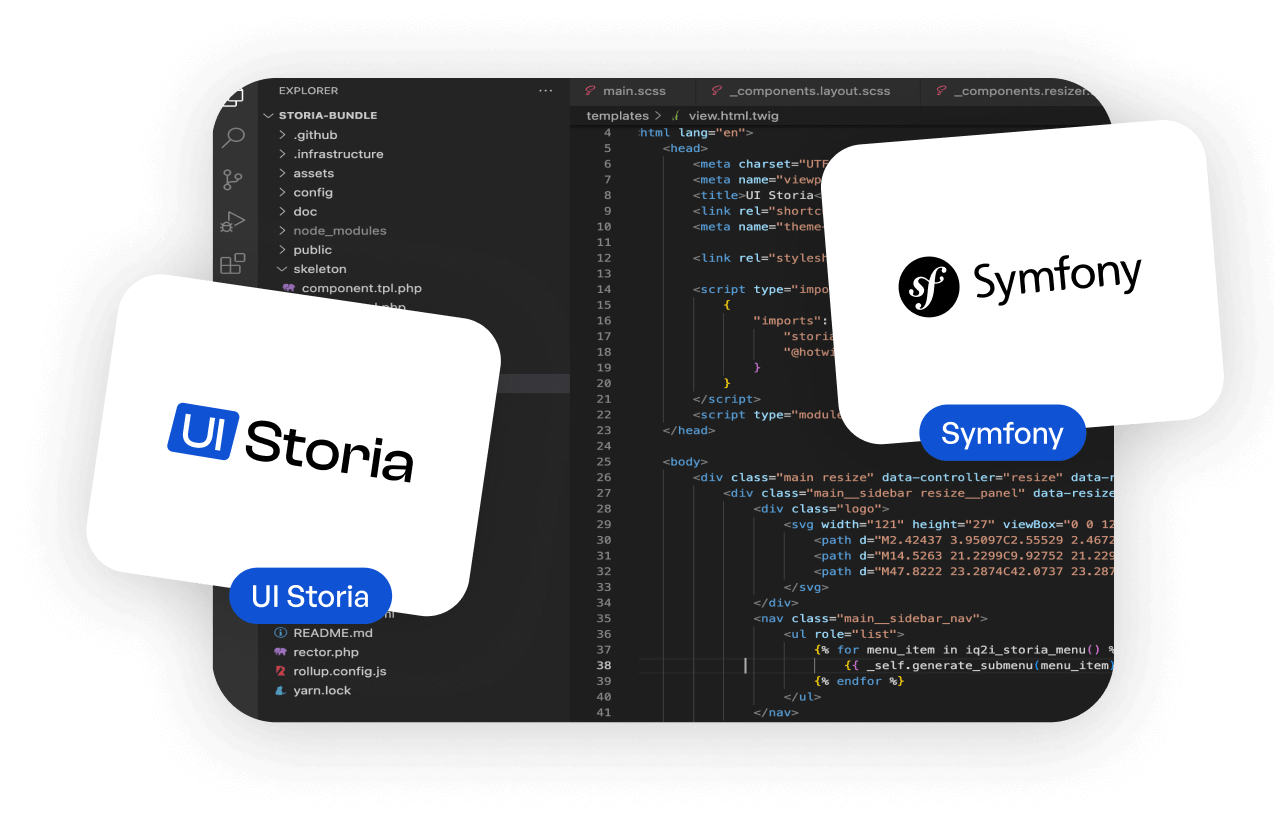 EXPLORER
STORIA-BUNDLE
.github
.infrastructure
assets
config
doc
node_modules
public
skeleton
component.tpl.php
README.md
rector.php
rollup.config.js
yarn.lock
main.scss
_components.layout.scss
_components.resizer.
templates > view.html.twig
4 html lang="en">
5 <head>
6 <meta charset="UTF
7 <meta name="viewp
8 <title>UI Storia<
9 <link rel="shortc
10 <meta name="theme-
11
12 <link rel="stylesh
13
14 <script type="impo
15 {
16 "imports":
17 "storia
18 "@hotwi
19 }
20 }
21 </script>
22 <script type="module
23 </head>
24
25 <body>
26 <div class="main resize" data-controller="resize" data-r
27 <div class="main__sidebar resize__panel" data-resize
28 <div class="logo">
29 <svg width="121" height="27" viewBox="0 0 12
30 <path d="M2.42437 3.95097C2.55529 2.4672
31 <path d="M14.5263 21.2299C9.92752 21.229
32 <path d="M47.8222 23.2874C42.0737 23.287
33 </svg>
34 </div>
35 <nav class="main__sidebar_nav">
36 <ul role="list">
37 {% for menu_item in iq2i_storia_menu() %
38 {{ _self.generate_submenu(menu_item)
39 {% endfor %}
40 </ul>
41 </nav>
sf Symfony
Symfony
UI Storia
UI Storia